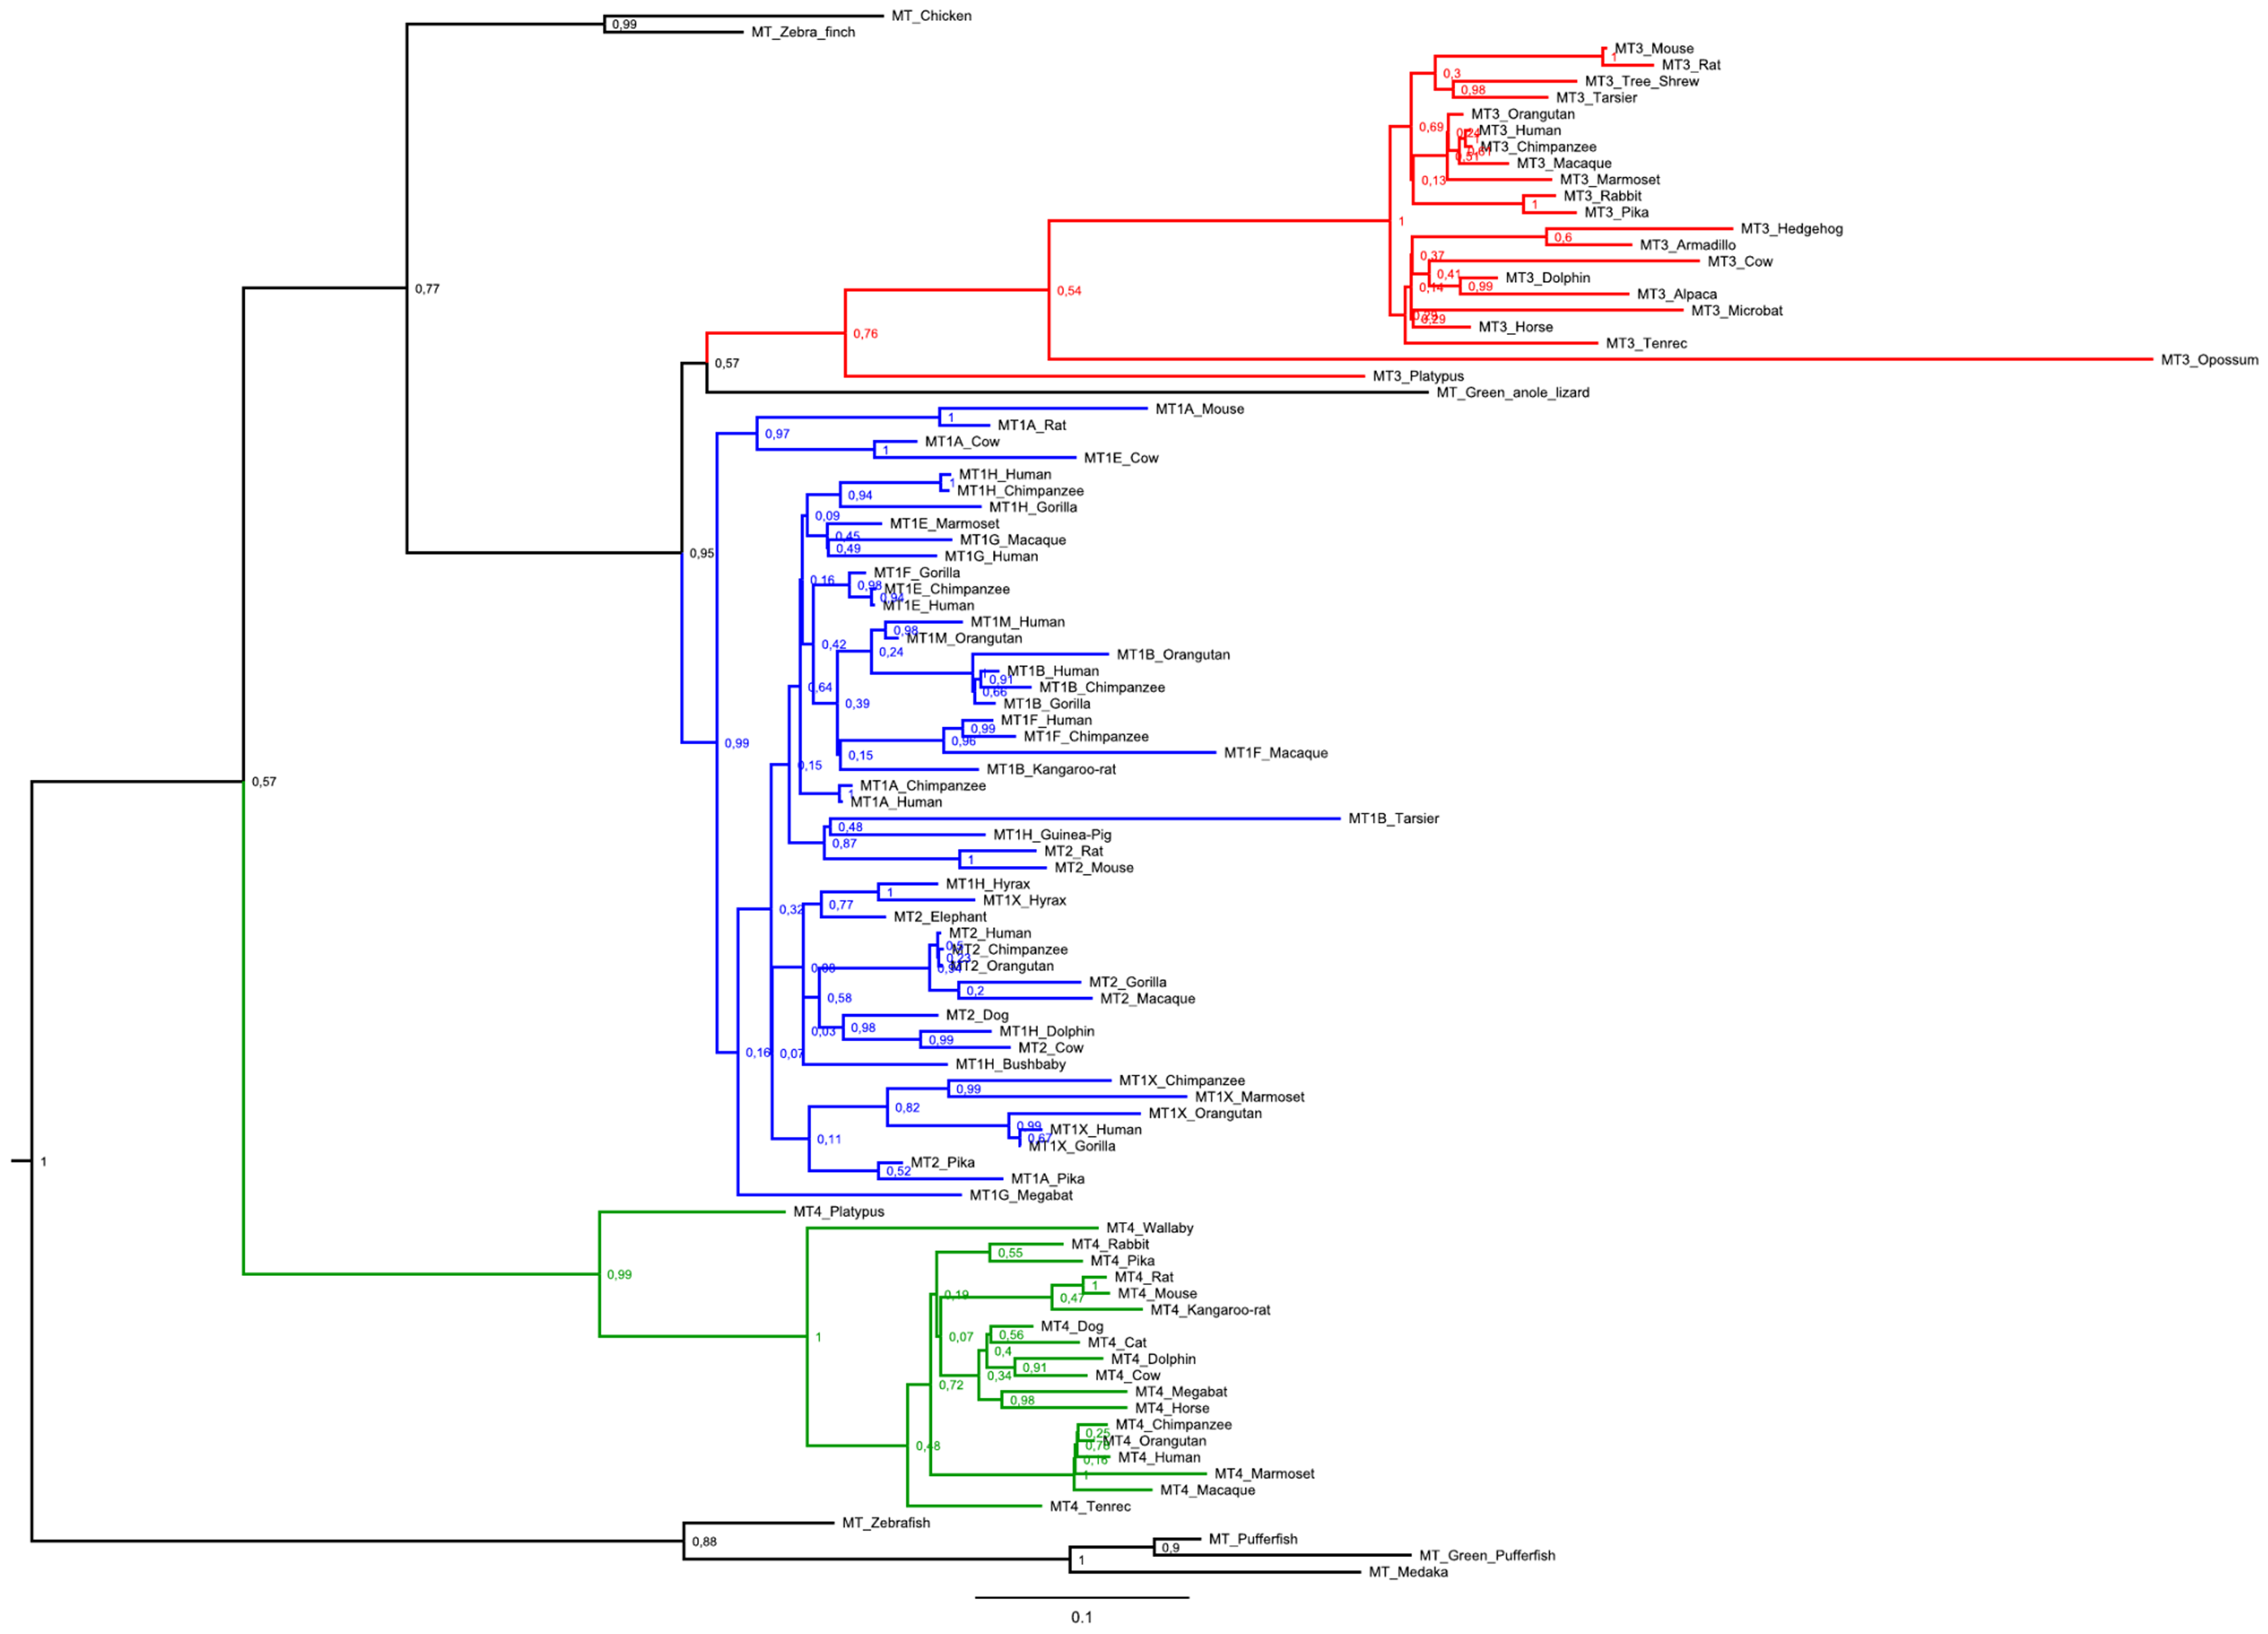 MT_Chicken
0,99
MT_Zebra_finch
MT3_Mouse
1
MT3_Rat
0,3
MT3_Tree_Shrew
0,98
MT3_Tarsier
MT3_Orangutan
0,69
MT3_Human
MT3_Chimpanzee
MT3_Macaque
0,13
MT3_Marmoset
MT3_Rabbit
1
MT3_Pika
1
MT3_Hedgehog
0,6
MT3_Armadillo
0,37
MT3_Cow
0,41
MT3_Dolphin
0,99
0,14
MT3_Alpaca
MT3_Microbat
0,29
MT3_Horse
MT3_Tenrec
0,77
0,54
0,76
MT3_Opossum
0,57
MT3_Platypus
MT_Green_anole_lizard
MT1A_Mouse
1
MT1A_Rat
0,97
MT1A_Cow
1
MT1E_Cow
MT1H_Human
1
MT1H_Chimpanzee
0,94
MT1H_Gorilla
0,09
MT1E_Marmoset
0,45
MT1G_Macaque
0,49
MT1G_Human
0,95
MT1F_Gorilla
0,16
0,98
MT1E_Chimpanzee
0,94
MT1E_Human
MT1M_Human
0,98
MT1M_Orangutan
0,42
0,24
MT1B_Orangutan
MT1B_Human
1
0,91
MT1B_Chimpanzee
0,66
0,64
MT1B_Gorilla
0,39
MT1F_Human
0,99
MT1F_Chimpanzee
0,96
0,99
MT1F_Macaque
0,15
0,15
MT1B_Kangaroo-rat
0,57
MT1A_Chimpanzee
1
MT1A_Human
MT1B_Tarsier
0,48
MT1H_Guinea-Pig
0,87
MT2_Rat
1
MT2_Mouse
MT1H_Hyrax
1
MT1X_Hyrax
0,77
0,32
MT2_Elephant
MT2_Human
0,5
MT2_Chimpanzee
0,23
MT2_Orangutan
0,08
MT2_Gorilla
0,2
MT2_Macaque
0,58
MT2_Dog
0,98
0,03
MT1H_Dolphin
0,99
MT2_Cow
0,16
0,07
MT1H_Bushbaby
MT1X_Chimpanzee
0,99
MT1X_Marmoset
0,82
MT1X_Orangutan
0,99
MT1X_Human
0,67
0,11
MT1X_Gorilla
1
MT2_Pika
0,52
MT1A_Pika
MT1G_Megabat
MT4_Platypus
MT4_Wallaby
MT4_Rabbit
0,55
MT4_Pika
0,99
MT4_Rat
1
0,19
MT4_Mouse
0,47
MT4_Kangaroo-rat
MT4_Dog
1
0,07
0,56
MT4_Cat
0,4
MT4_Dolphin
0,91
0,34
MT4_Cow
0,72
MT4_Megabat
0,98
MT4_Horse
MT4_Chimpanzee
0,25
MT4_Orangutan
0,48
MT4_Human
0,16
MT4_Marmoset
1
MT4_Macaque
MT4_Tenrec
MT_Zebrafish
0,88
MT_Pufferfish
0,9
MT_Green_Pufferfish
1
MT_Medaka
0.1